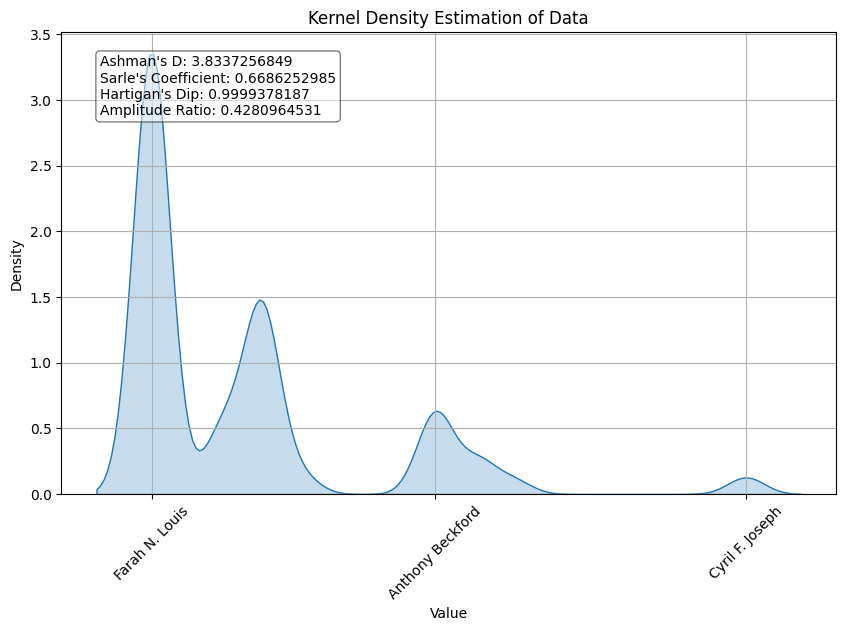 Kernel Density Estimation of Data
Ashman's D: 3.8337256849
Sarle's Coefficient: 0.6686252985
Hartigan's Dip: 0.9999378187
Amplitude Ratio: 0.4280964531
3.5
3.0
2.5
2.0
1.5
1.0
0.5
0.0
Density
Farah N. Louis
Anthony Beckford
Cyril F. Joseph
Value